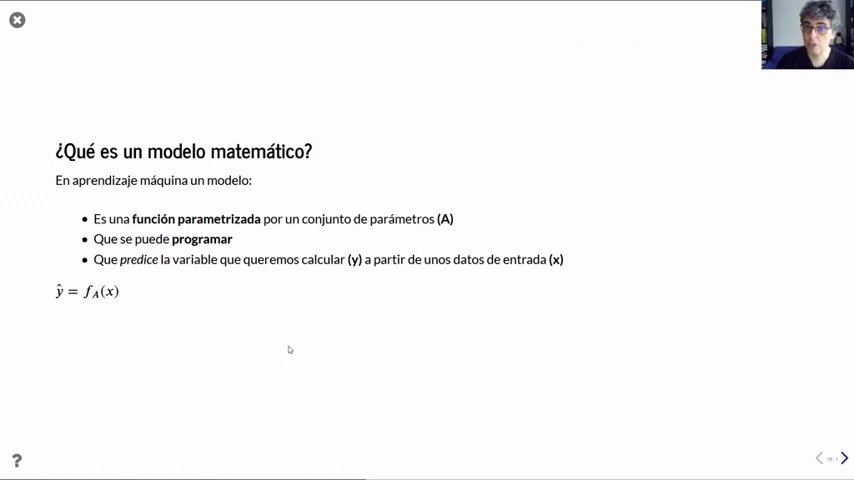 ¿Qué es un modelo matemático?
En aprendizaje máquina un modelo:
• Es una función parametrizada por un conjunto de parámetros (A)
• Que se puede programar
• Que predice la variable que queremos calcular (y) a partir de unos datos de entrada (x)
ŷ = f_A(x)
?